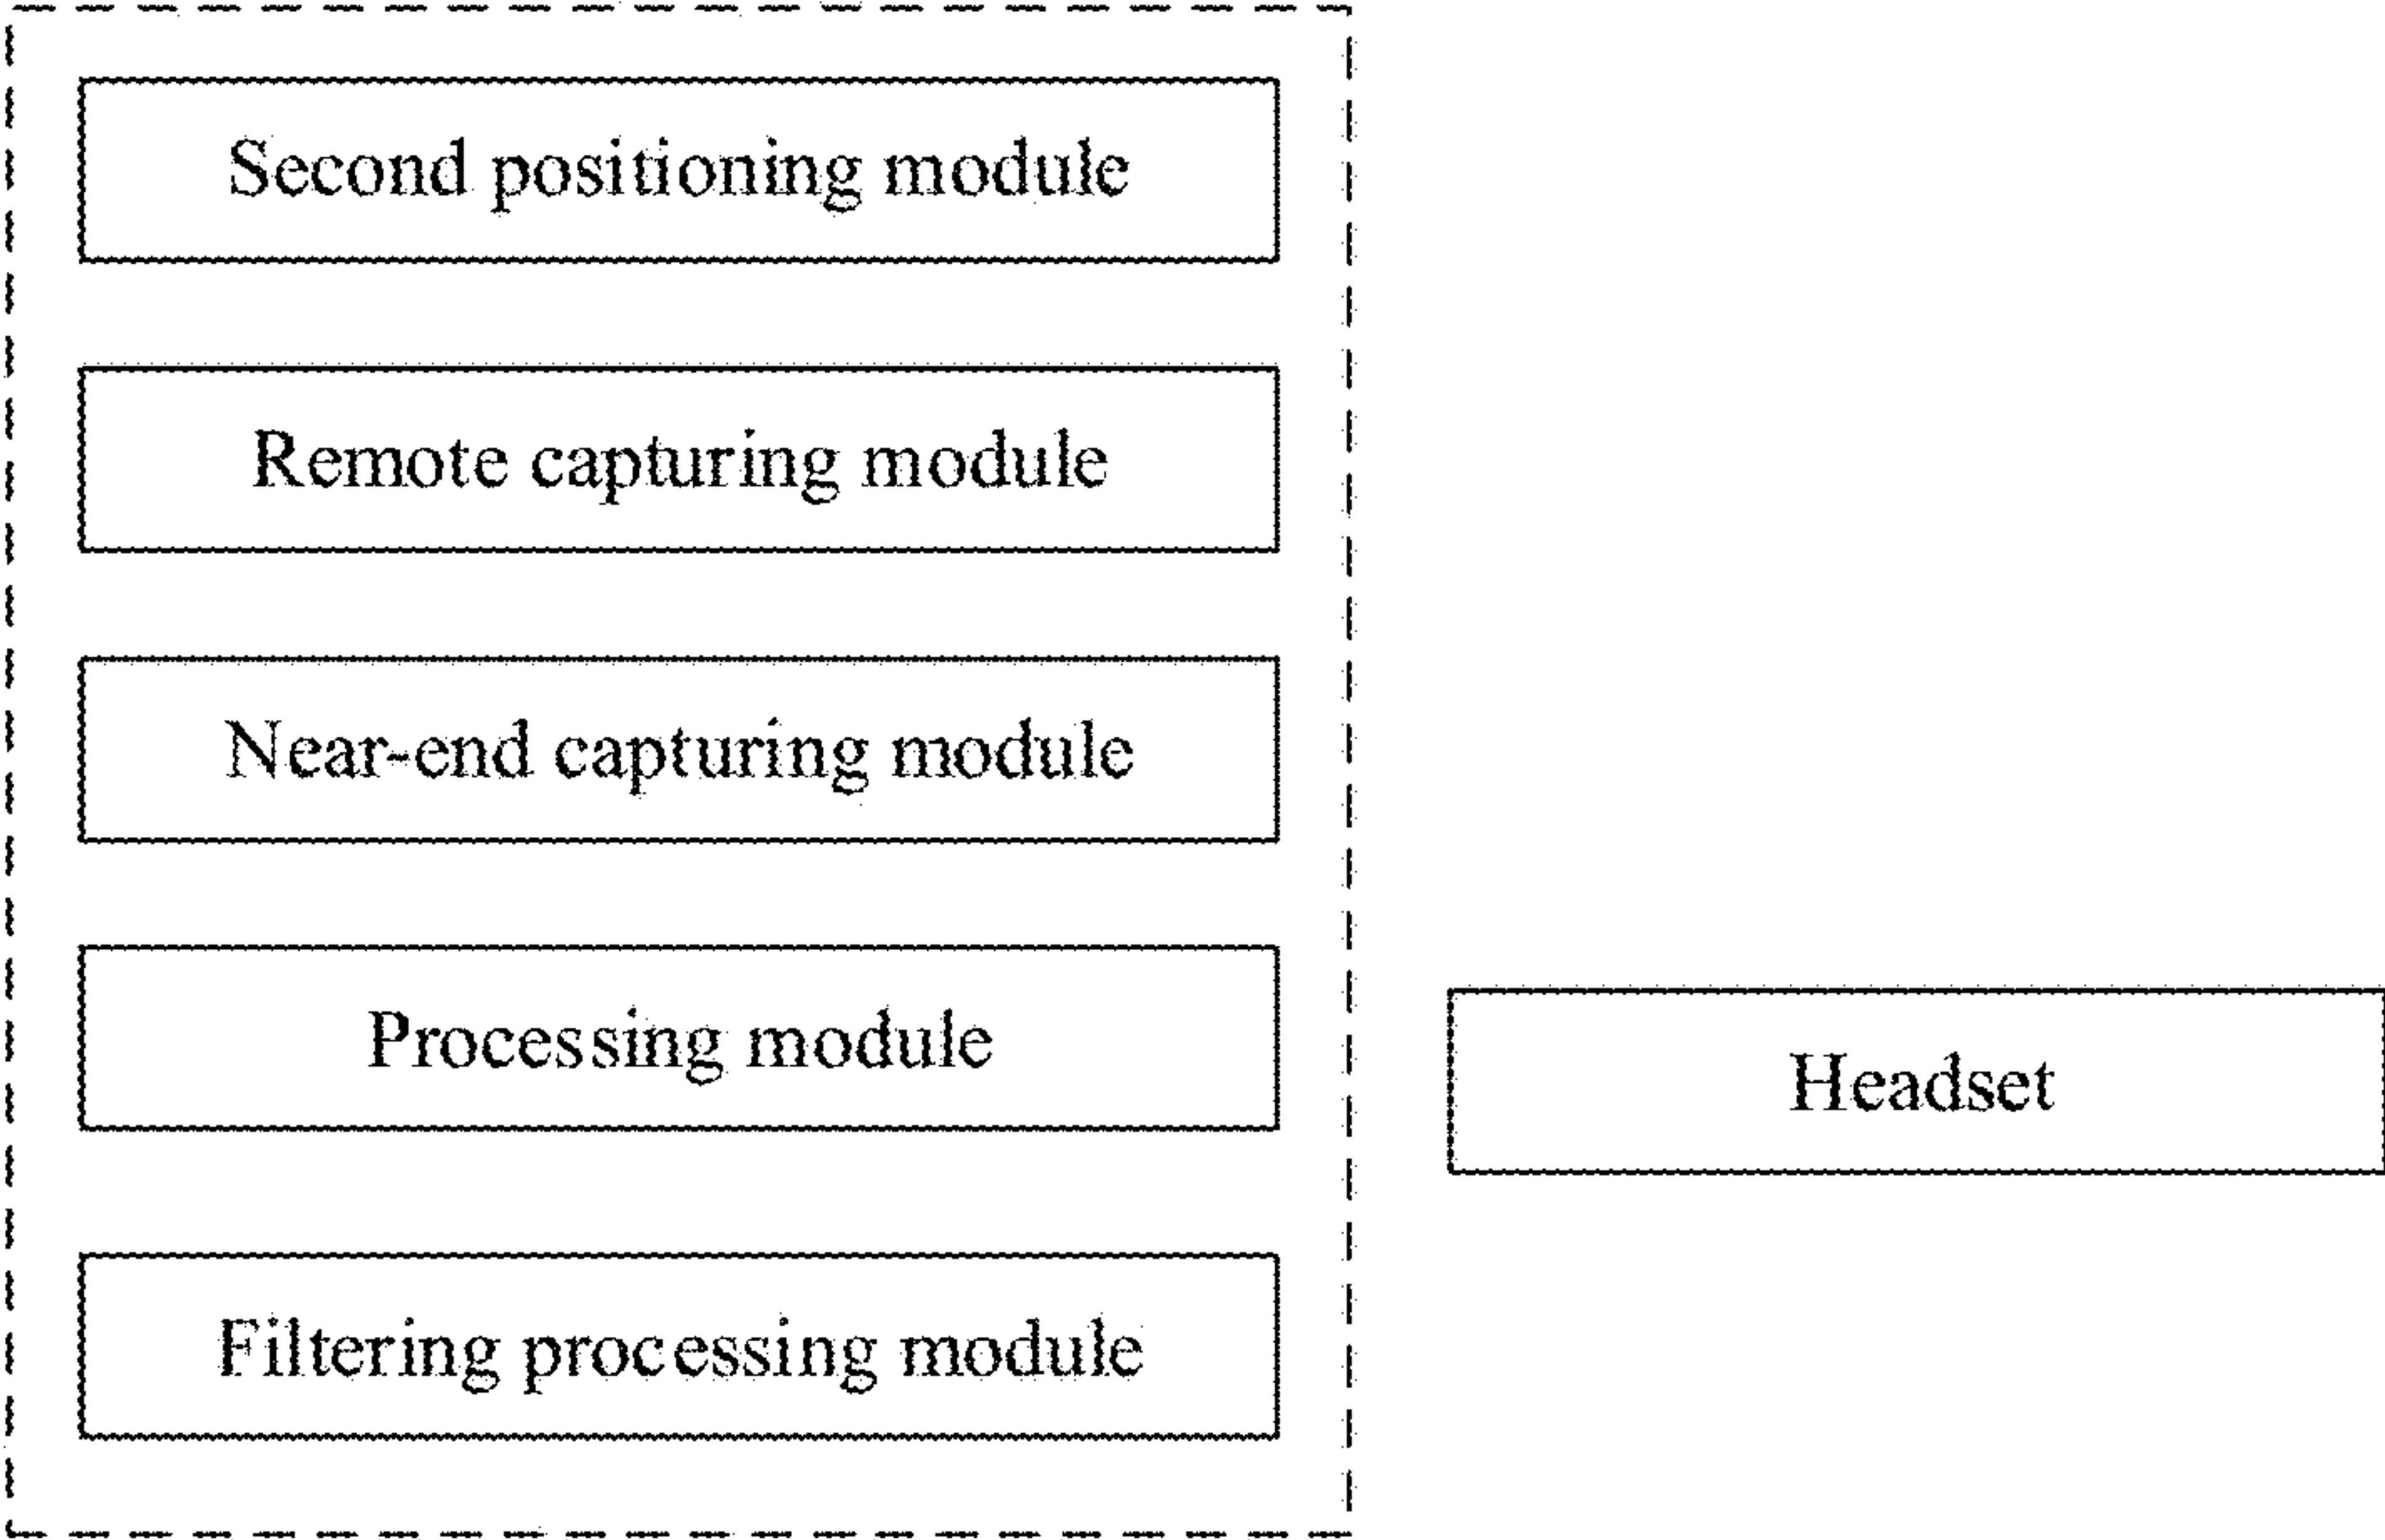 Second positioning module
Remote capturing module
Near-end capturing module
Processing module
Headset
Filtering processing module